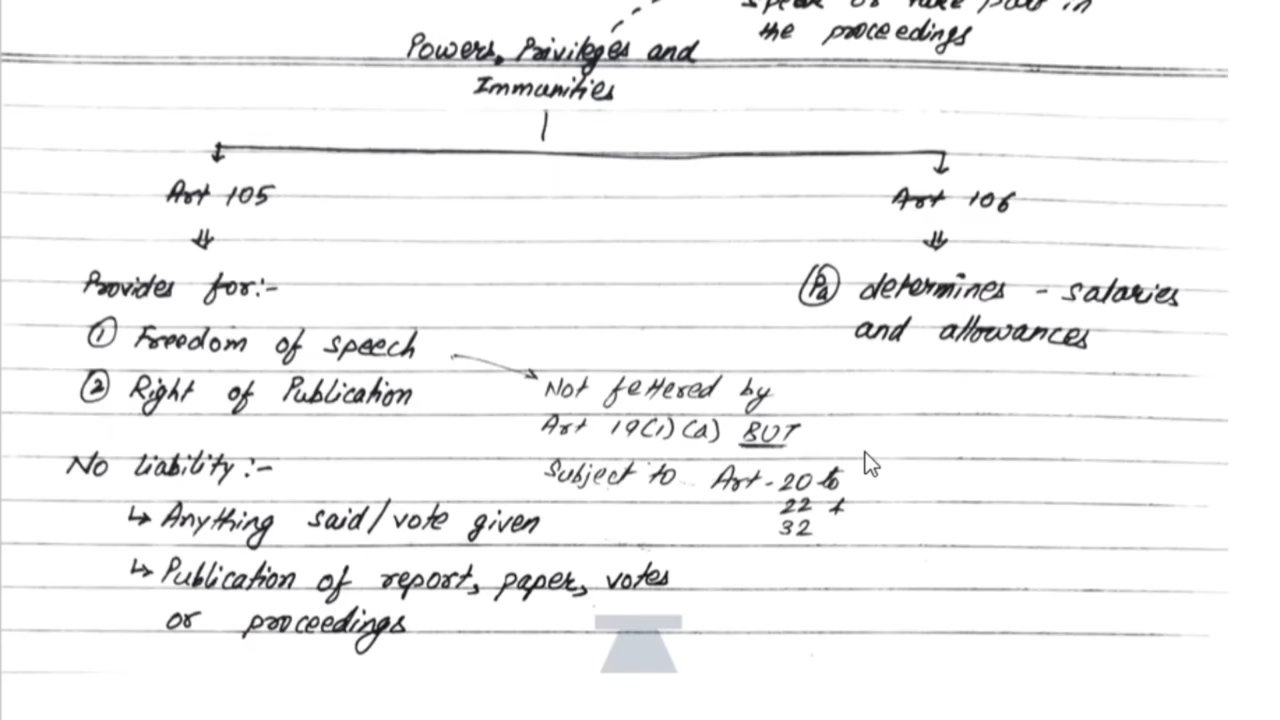 the proceedings
Powers, Privileges and
Immunities
Art 105
Art 106
Provides for:-
① Freedom of speech
② Right of Publication
Pa determines - salaries
and allowances
Not fettered by
Art 19(1)(a) BUT
Subject to Art-20 to
22 +
32
No liability:-
↳ Anything said/vote given
↳ Publication of report, paper, votes
or proceedings